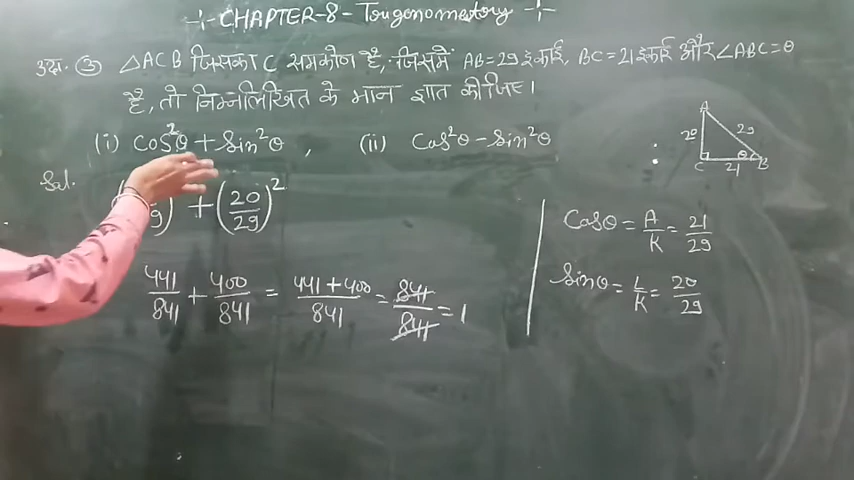 -:- CHAPTER-8 - Trigonometry -:-
उदा. ③ △ACB जिसका C समकोण है, जिसमें AB=29 इकाई, BC=21 इकाई और ∠ABC=θ
है, तो निम्नलिखित के मान ज्ञात कीजिए।
(i) Cos²θ + Sin²θ , (ii) Cos²θ - Sin²θ
A
20 29
C 21 θ B
Sol.
)² + (20/29)²
441/841 + 400/841 = 441+400/841 = 841/841 = 1
Cosθ = A/K = 21/29
Sinθ = L/K = 20/29